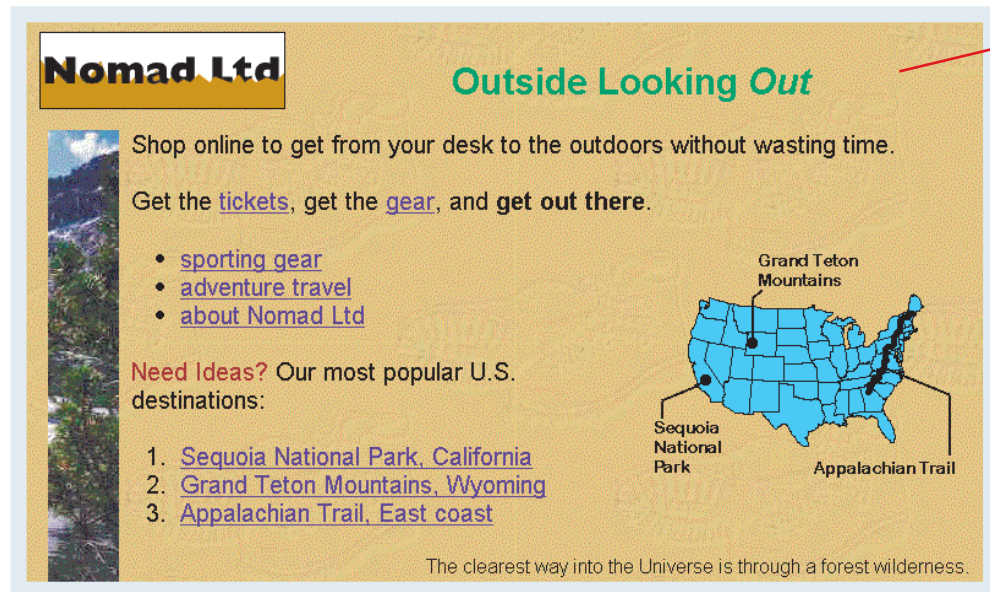 Nomad Ltd
Outside Looking Out
Shop online to get from your desk to the outdoors without wasting time.
Get the tickets, get the gear, and get out there.
• sporting gear
• adventure travel
• about Nomad Ltd
Need Ideas? Our most popular U.S.
destinations:
1. Sequoia National Park, California
2. Grand Teton Mountains, Wyoming
3. Appalachian Trail, East coast
Grand Teton
Mountains
Sequoia
National
Park
Appalachian Trail
The clearest way into the Universe is through a forest wilderness.